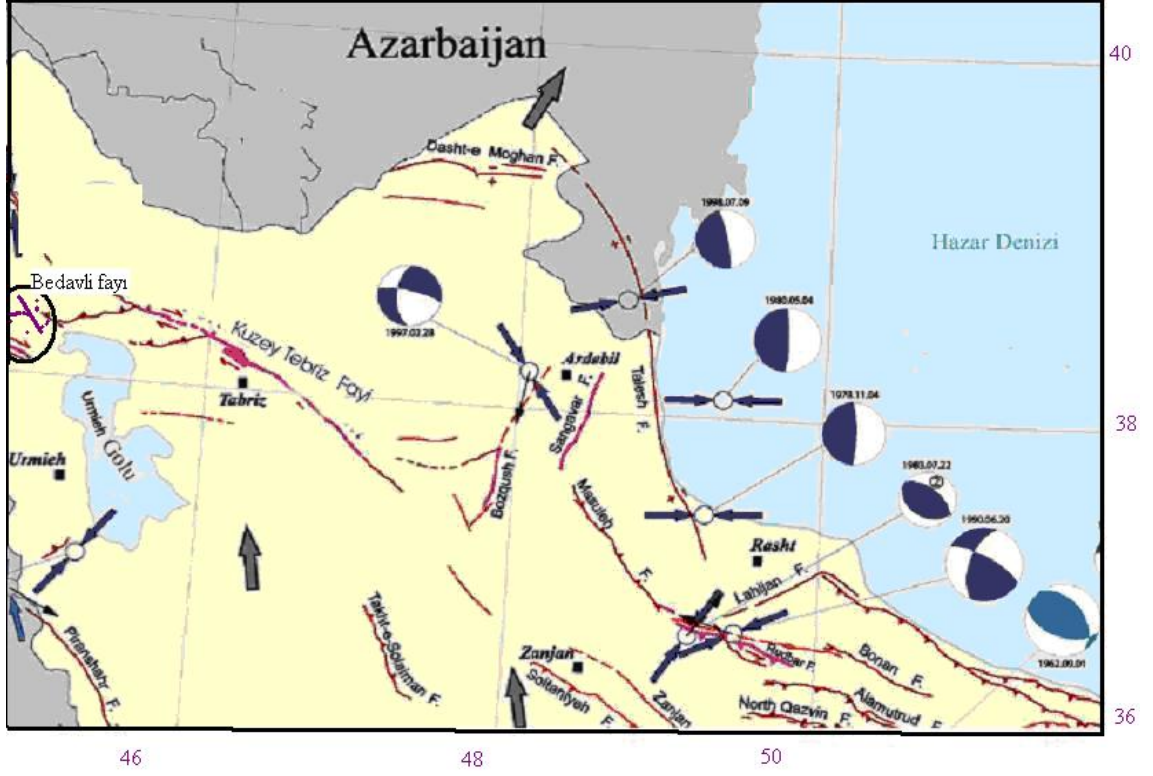 Azarbaijan
40
Dasht-e Moghan F.
1998.07.09
Hazar Denizi
Bedavli fayı
1980.05.04
1997.02.28
Kuzey Tebriz Fayi
Ardabil
Talesh F.
Tabriz
Sangavar F.
1978.11.04
38
Urmieh Golu
Urmieh
Bozqush F.
1983.07.22
(2)
Masuleh F.
1990.06.20
Rasht
Lahijan F.
Takht-e-Solaiman F.
Piranshahr F.
Zanjan
Rudbar F.
Bonan F.
1962.09.01
Soltaniyeh F.
Zanjan
North Qazvin F.
Alamutrud F.
36
46
48
50